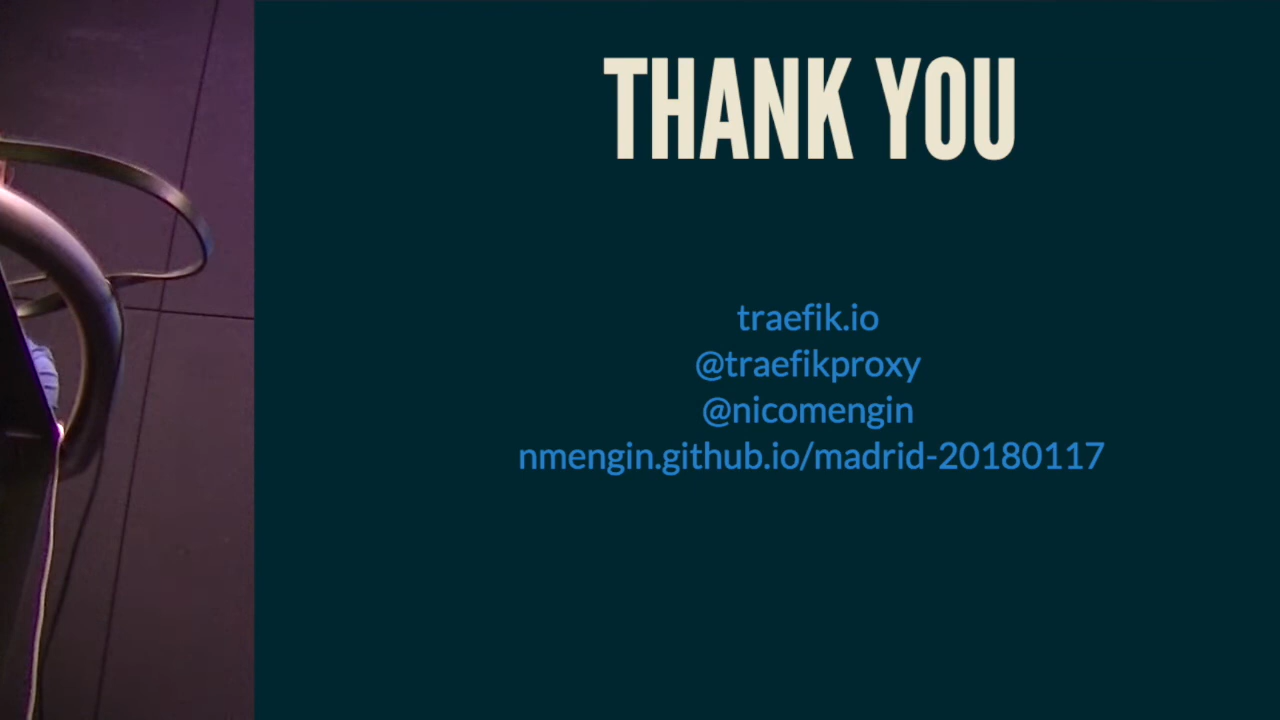 THANK YOU
traefik.io
@traefikproxy
@nicomengin
nmengin.github.io/madrid-20180117